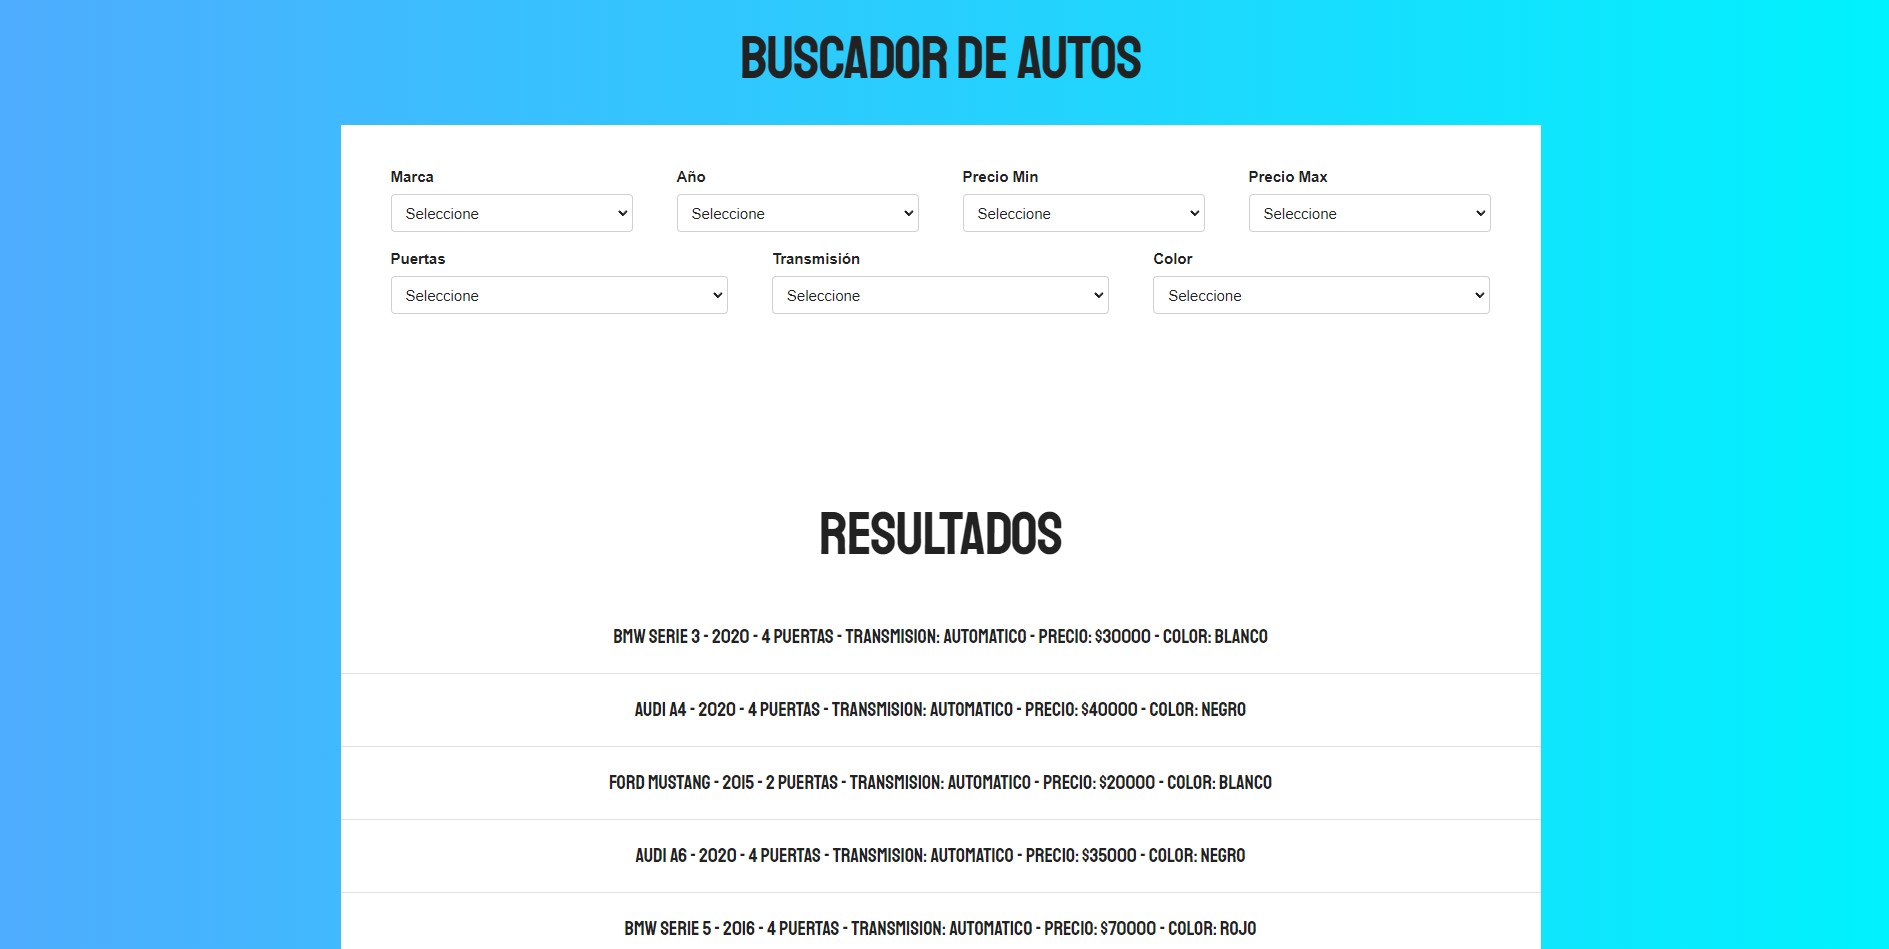 BUSCADOR DE AUTOS
Marca Año Precio Min Precio Max
Seleccione Seleccione Seleccione Seleccione
Puertas Transmisión Color
Seleccione Seleccione Seleccione
RESULTADOS
BMW SERIE 3 - 2020 - 4 PUERTAS - TRANSMISION: AUTOMATICO - PRECIO: $30000 - COLOR: BLANCO
AUDI A4 - 2020 - 4 PUERTAS - TRANSMISION: AUTOMATICO - PRECIO: $40000 - COLOR: NEGRO
FORD MUSTANG - 2015 - 2 PUERTAS - TRANSMISION: AUTOMATICO - PRECIO: $20000 - COLOR: BLANCO
AUDI A6 - 2020 - 4 PUERTAS - TRANSMISION: AUTOMATICO - PRECIO: $35000 - COLOR: NEGRO
BMW SERIE 5 - 2016 - 4 PUERTAS - TRANSMISION: AUTOMATICO - PRECIO: $70000 - COLOR: ROJO